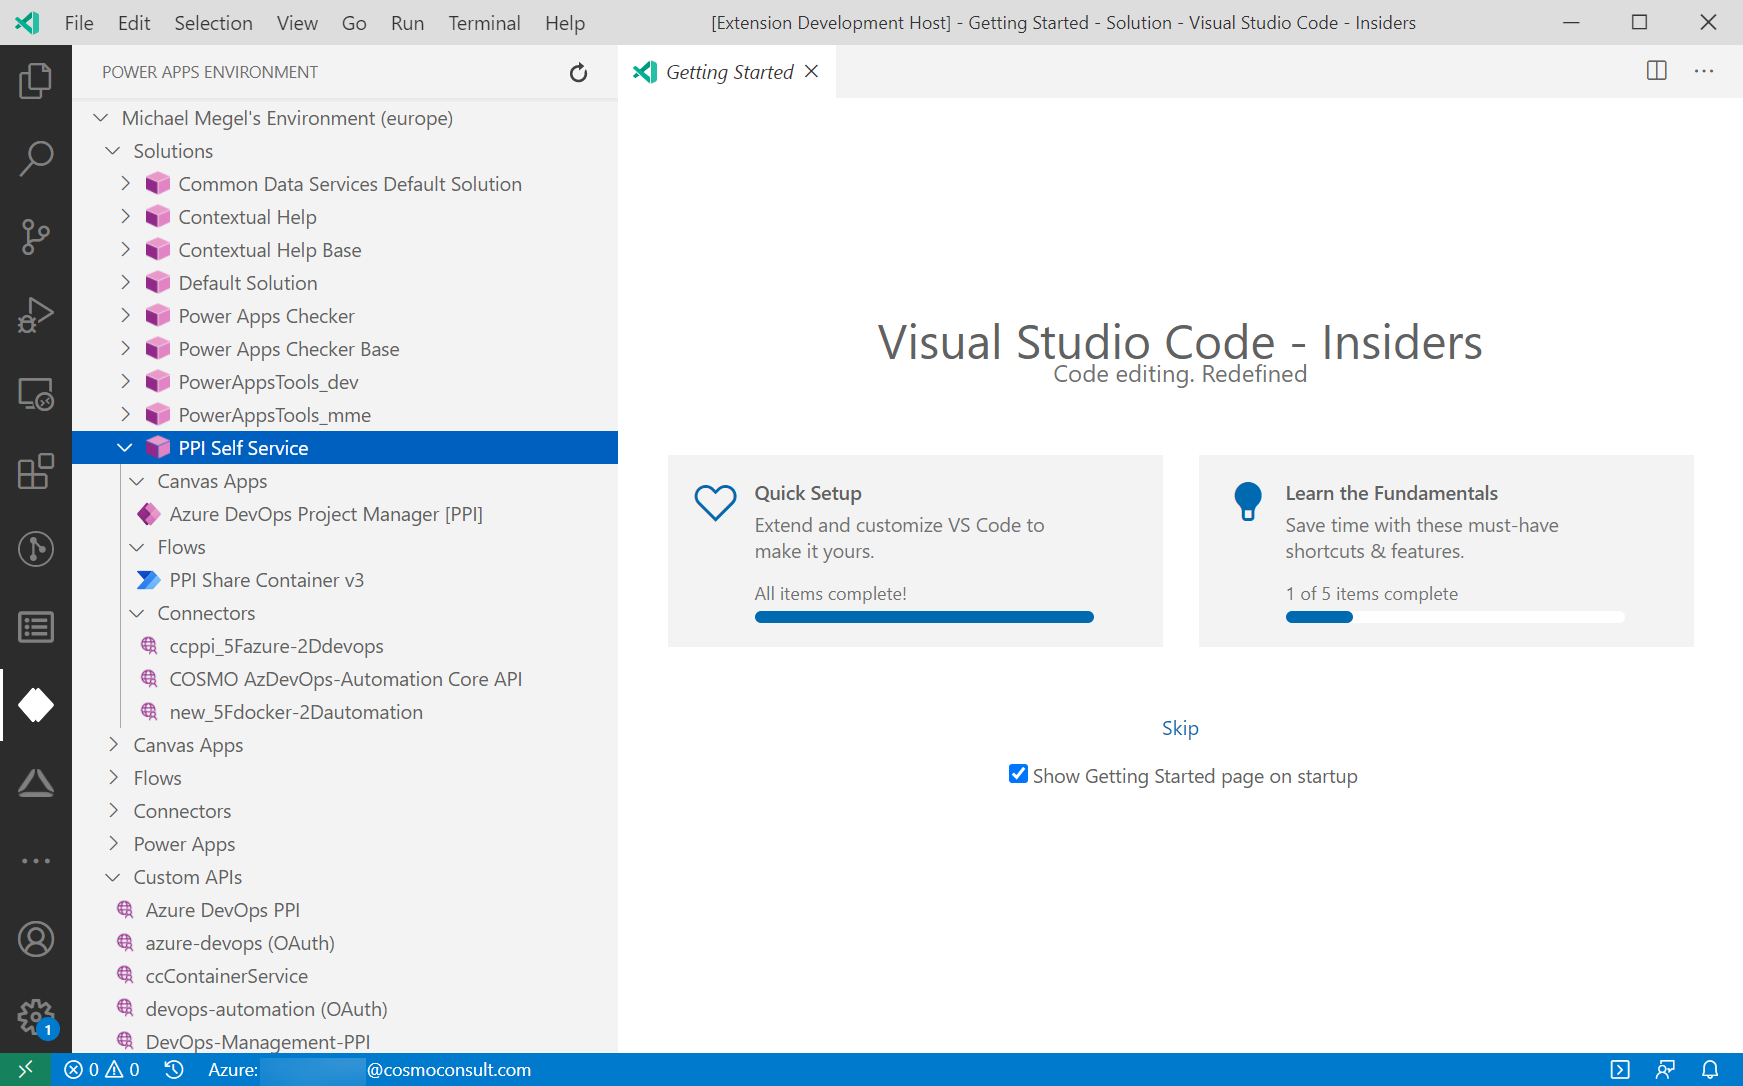 File Edit Selection View Go Run Terminal Help
[Extension Development Host] - Getting Started - Solution - Visual Studio Code - Insiders
POWER APPS ENVIRONMENT
Michael Megel's Environment (europe)
Solutions
Common Data Services Default Solution
Contextual Help
Contextual Help Base
Default Solution
Power Apps Checker
Power Apps Checker Base
PowerAppsTools_dev
PowerAppsTools_mme
PPI Self Service
Canvas Apps
Azure DevOps Project Manager [PPI]
Flows
PPI Share Container v3
Connectors
ccppi_5Fazure-2Ddevops
COSMO AzDevOps-Automation Core API
new_5Fdocker-2Dautomation
Canvas Apps
Flows
Connectors
Power Apps
Custom APIs
Azure DevOps PPI
azure-devops (OAuth)
ccContainerService
devops-automation (OAuth)
DevOps-Management-PPI
Getting Started
Visual Studio Code - Insiders
Code editing. Redefined
Quick Setup
Extend and customize VS Code to
make it yours.
All items complete!
Learn the Fundamentals
Save time with these must-have
shortcuts & features.
1 of 5 items complete
Skip
Show Getting Started page on startup
1
0 0 Azure: @cosmoconsult.com